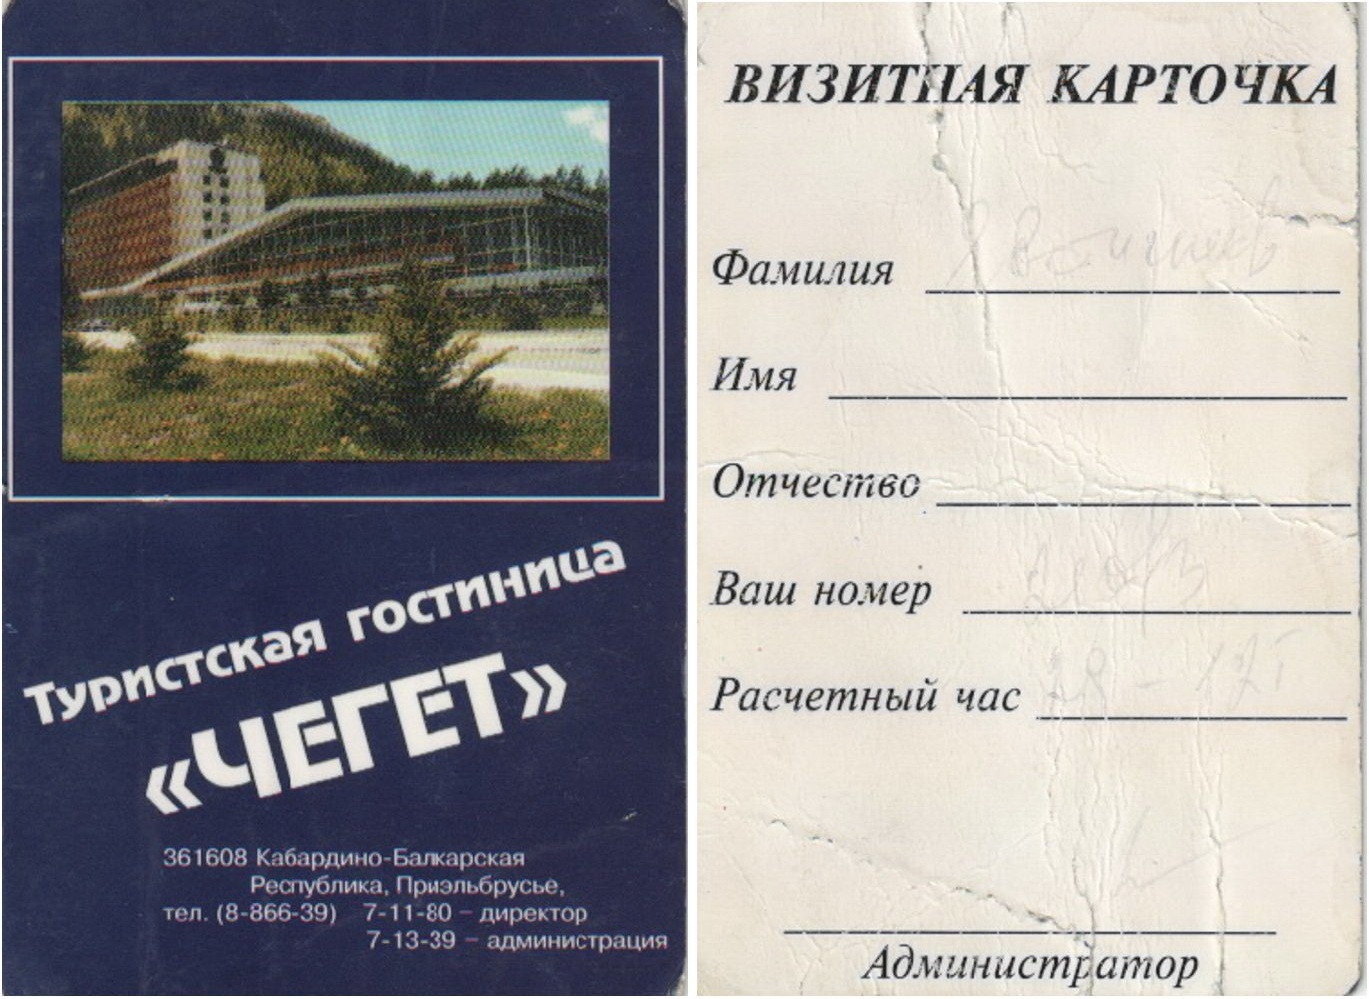 Туристская гостиница
«ЧЕГЕТ»
361608 Кабардино-Балкарская
Республика, Приэльбрусье,
тел. (8-866-39) 7-11-80 – директор
7-13-39 – администрация
ВИЗИТНАЯ КАРТОЧКА
Фамилия
Имя
Отчество
Ваш номер
Расчетный час
Администратор